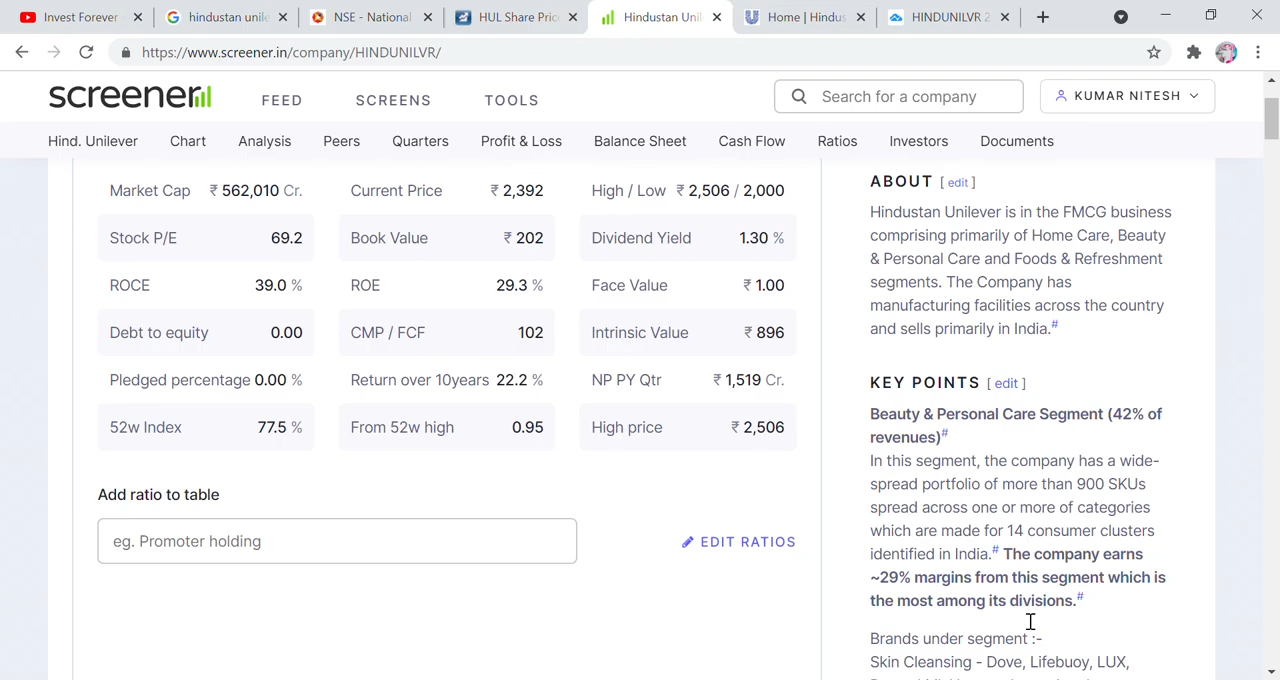 Invest Forever
hindustan unile
NSE - National
HUL Share Pric
Hindustan Unil
Home | Hindus
HINDUNILVR 2
https://www.screener.in/company/HINDUNILVR/
screener
FEED
SCREENS
TOOLS
Search for a company
KUMAR NITESH
Hind. Unilever
Chart
Analysis
Peers
Quarters
Profit & Loss
Balance Sheet
Cash Flow
Ratios
Investors
Documents
Market Cap ₹ 562,010 Cr.
Current Price ₹ 2,392
High / Low ₹ 2,506 / 2,000
Stock P/E 69.2
Book Value ₹ 202
Dividend Yield 1.30 %
ROCE 39.0 %
ROE 29.3 %
Face Value ₹ 1.00
Debt to equity 0.00
CMP / FCF 102
Intrinsic Value ₹ 896
Pledged percentage 0.00 %
Return over 10years 22.2 %
NP PY Qtr ₹ 1,519 Cr.
52w Index 77.5 %
From 52w high 0.95
High price ₹ 2,506
Add ratio to table
eg. Promoter holding
EDIT RATIOS
ABOUT [ edit ]
Hindustan Unilever is in the FMCG business
comprising primarily of Home Care, Beauty
& Personal Care and Foods & Refreshment
segments. The Company has
manufacturing facilities across the country
and sells primarily in India.#
KEY POINTS [ edit ]
Beauty & Personal Care Segment (42% of
revenues)#
In this segment, the company has a wide-
spread portfolio of more than 900 SKUs
spread across one or more of categories
which are made for 14 consumer clusters
identified in India.# The company earns
~29% margins from this segment which is
the most among its divisions.#
Brands under segment :-
Skin Cleansing - Dove, Lifebuoy, LUX,